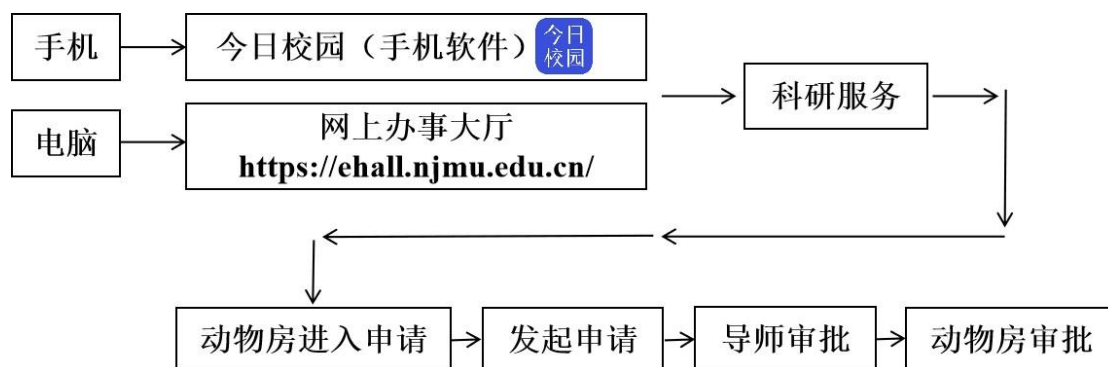 手机
今日校园（手机软件）
今日
校园
电脑
网上办事大厅
https://ehall.njmu.edu.cn/
科研服务
动物房进入申请
发起申请
导师审批
动物房审批